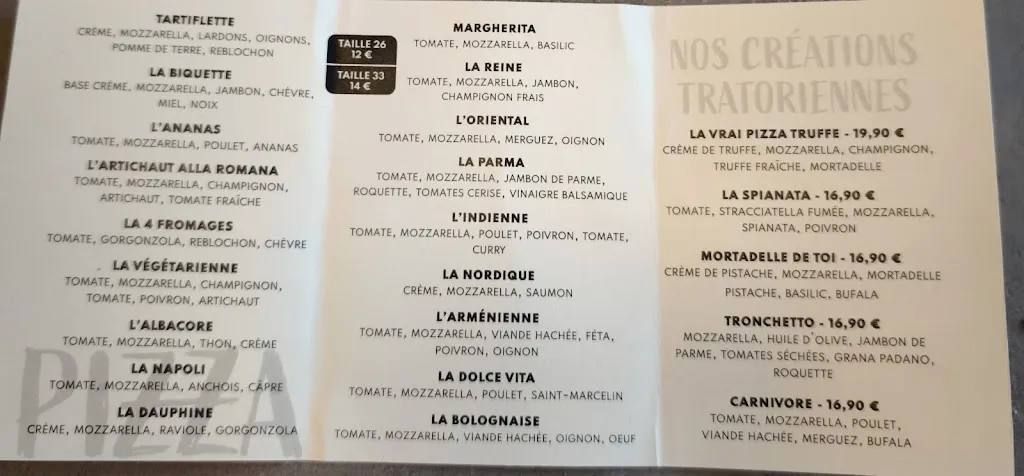 TARTIFLETTE
CRÉME, MOZZARELLA, LARDONS, OIGNONS,
POMME DE TERRE, REBLOCHON
LA BIQUETTE
BASE CRÉME, MOZZARELLA, JAMBON, CHÉVRE,
MIEL, NOIX
L'ANANAS
TOMATE, MOZZARELLA, POULET, ANANAS
L'ARTICHAUT ALLA ROMANA
TOMATE, MOZZARELLA, CHAMPIGNON,
ARTICHAUT, TOMATE FRAÎCHE
LA 4 FROMAGES
TOMATE, GORGONZOLA, REBLOCHON, CHÈVRE
LA VÉGÉTARIENNE
TOMATE, MOZZARELLA, CHAMPIGNON,
TOMATE, POIVRON, ARTICHAUT
L'ALBACORE
TOMATE, MOZZARELLA, THON, CRÈME
LA NAPOLI
TOMATE, MOZZARELLA, ANCHOIS, CÂPRE
LA DAUPHINE
CRÈME, MOZZARELLA, RAVIOLE, GORGONZOLA
PIZZA
TAILLE 26
12 €
TAILLE 33
14 €
MARGHERITA
TOMATE, MOZZARELLA, BASILIC
LA REINE
TOMATE, MOZZARELLA, JAMBON,
CHAMPIGNON FRAIS
L'ORIENTAL
TOMATE, MOZZARELLA, MERGUEZ, OIGNON
LA PARMA
TOMATE, MOZZARELLA, JAMBON DE PARME,
ROQUETTE, TOMATES CERISE, VINAIGRE BALSAMIQUE
L'INDIENNE
TOMATE, MOZZARELLA, POULET, POIVRON, TOMATE,
CURRY
LA NORDIQUE
CRÉME, MOZZARELLA, SAUMON
L'ARMÉNIENNE
TOMATE, MOZZARELLA, VIANDE HACHÉE, FÉTA,
POIVRON, OIGNON
LA DOLCE VITA
TOMATE, MOZZARELLA, POULET, SAINT-MARCELIN
LA BOLOGNAISE
TOMATE, MOZZARELLA, VIANDE HACHÉE, OIGNON, OEUF
NOS CRÉATIONS
TRATORIENNES
LA VRAI PIZZA TRUFFE - 19,90 €
CRÈME DE TRUFFE, MOZZARELLA, CHAMPIGNON,
TRUFFE FRAÎCHE, MORTADELLE
LA SPIANATA - 16,90 €
TOMATE, STRACCIATELLA FUMÉE, MOZZARELLA,
SPIANATA, POIVRON
MORTADELLE DE TOI - 16,90 €
CRÈME DE PISTACHE, MOZZARELLA, MORTADELLE
PISTACHE, BASILIC, BUFALA
TRONCHETTO - 16,90 €
MOZZARELLA, HUILE D'OLIVE, JAMBON DE
PARME, TOMATES SÉCHÉES, GRANA PADANO,
ROQUETTE
CARNIVORE - 16,90 €
TOMATE, MOZZARELLA, POULET,
VIANDE HACHÉE, MERGUEZ, BUFALA